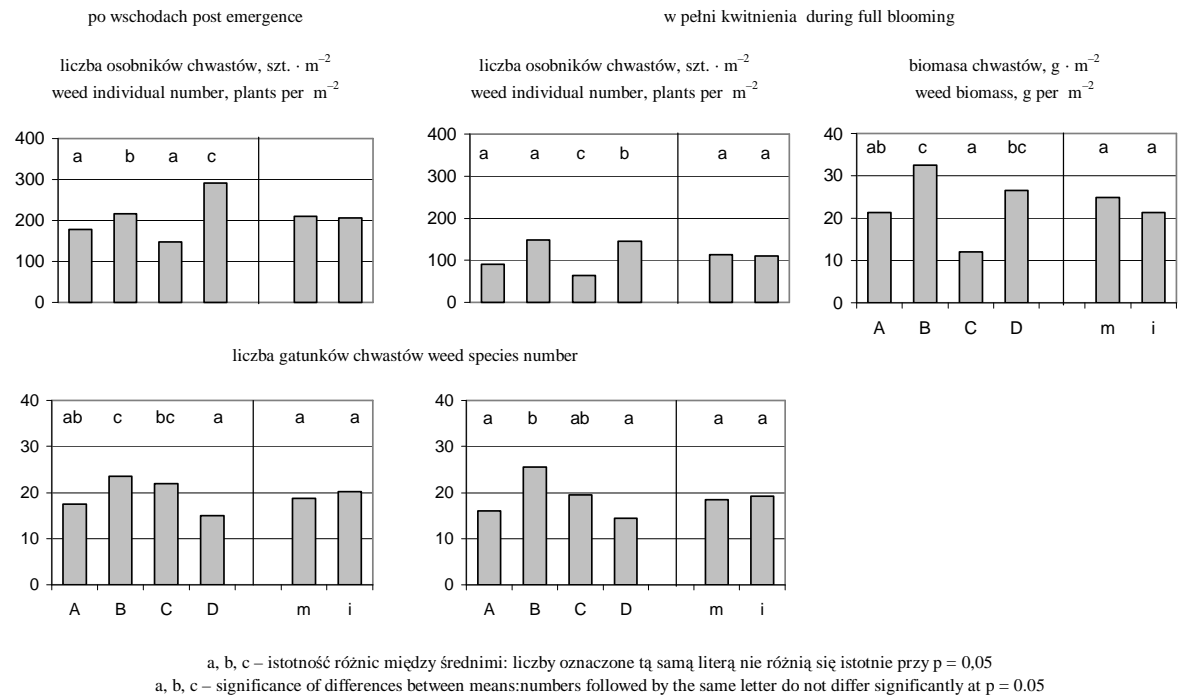 po wschodach post emergence
w pełni kwitnienia during full blooming
liczba osobników chwastów, szt. · m⁻²
weed individual number, plants per m⁻²
liczba osobników chwastów, szt. · m⁻²
weed individual number, plants per m⁻²
biomasa chwastów, g · m⁻²
weed biomass, g per m⁻²
400
300
200
100
0
a b a c
400
300
200
100
0
a a c b a a
40
30
20
10
0
ab c a bc a a
A B C D m i
liczba gatunków chwastów weed species number
40
30
20
10
0
ab c bc a a a
A B C D m i
40
30
20
10
0
a b ab a a a
A B C D m i
a, b, c – istotność różnic między średnimi: liczby oznaczone tą samą literą nie różnią się istotnie przy p = 0,05
a, b, c – significance of differences between means:numbers followed by the same letter do not differ significantly at p = 0.05